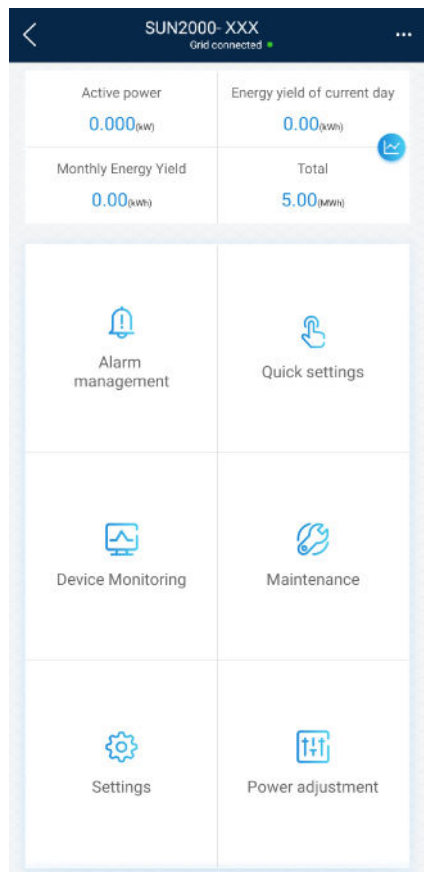 SUN2000- XXX
Grid connected
Active power
Energy yield of current day
0.000(kW)
0.00(kWh)
Monthly Energy Yield
Total
0.00(kWh)
5.00(MWh)
Alarm
management
Quick settings
Device Monitoring
Maintenance
Settings
Power adjustment